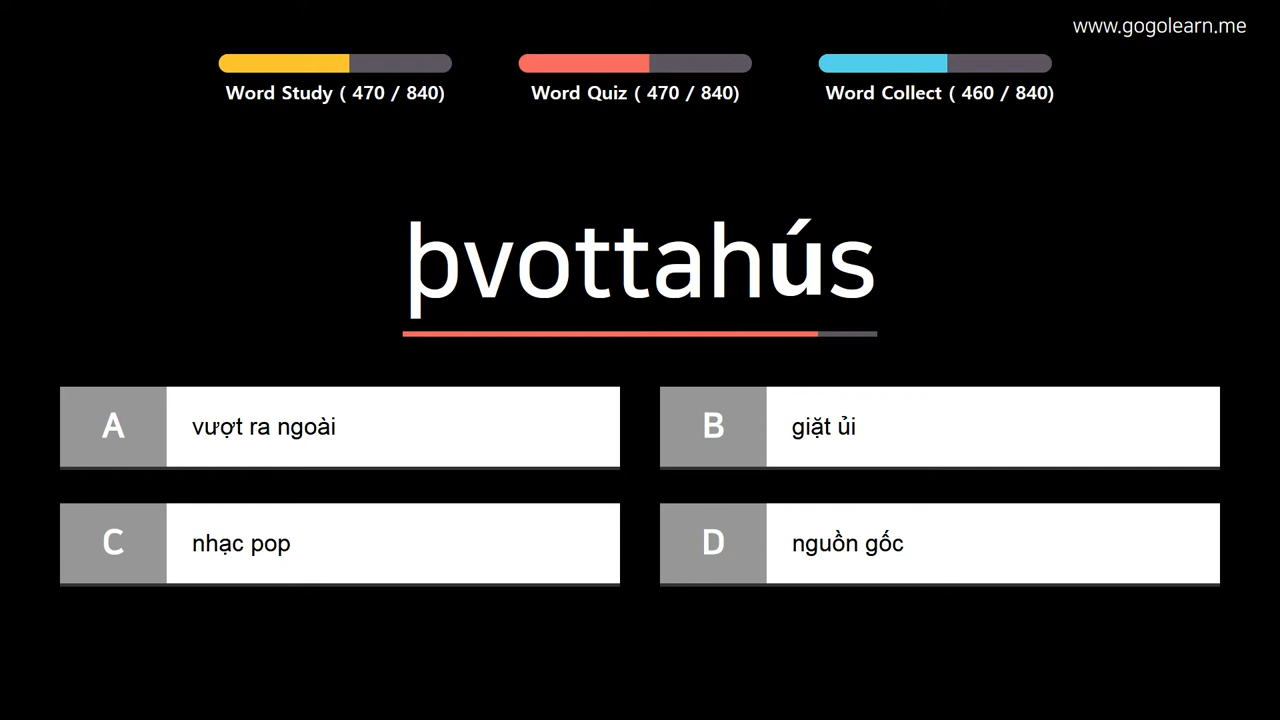 www.gogolearn.me
Word Study ( 470 / 840)
Word Quiz ( 470 / 840)
Word Collect ( 460 / 840)
þvottahús
A vượt ra ngoài
B giặt ủi
C nhạc pop
D nguồn gốc